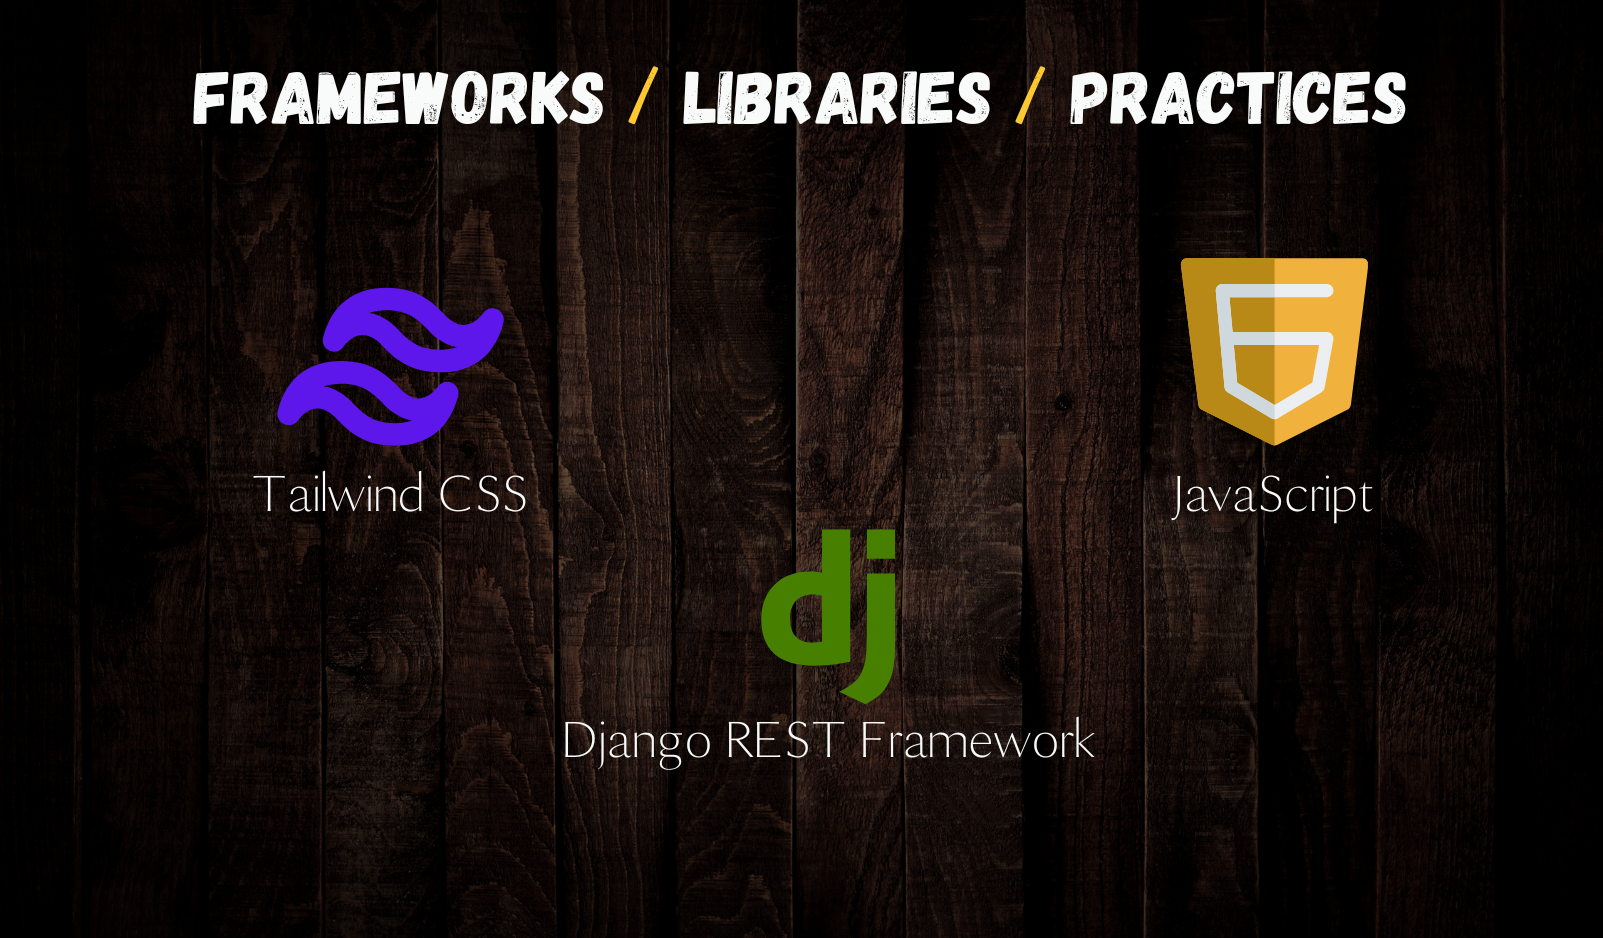 FRAMEWORKS / LIBRARIES / PRACTICES
Tailwind CSS
JavaScript
dj
Django REST Framework